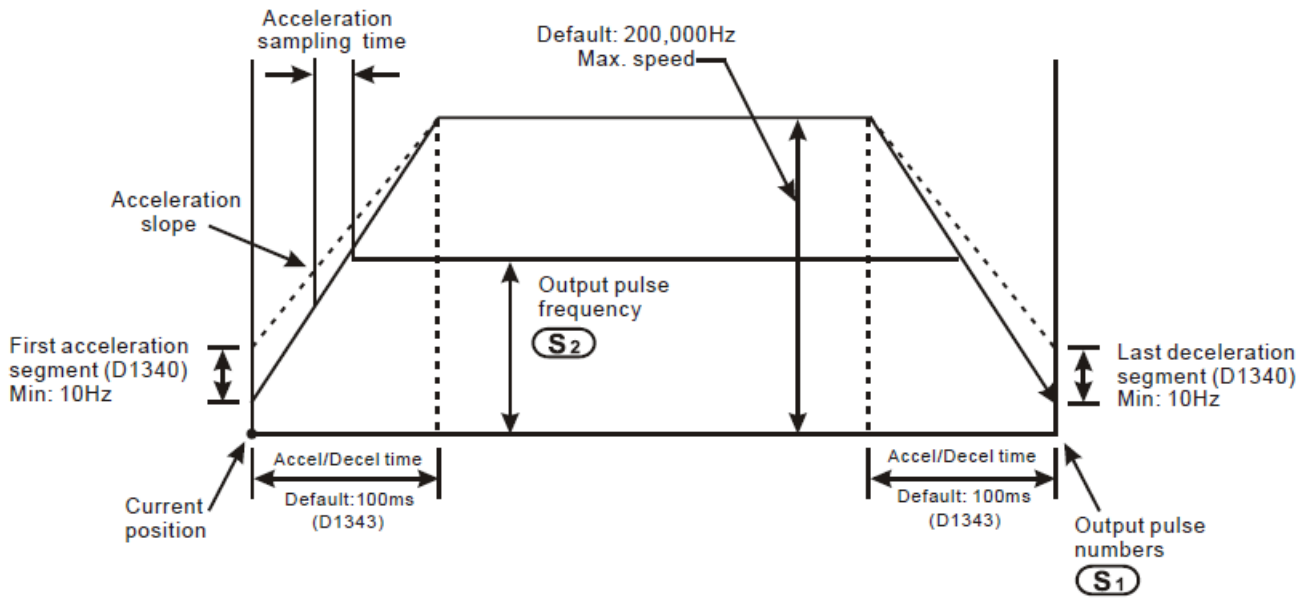 Acceleration
sampling time
Default: 200,000Hz
Max. speed
Acceleration
slope
Output pulse
frequency
S2
First acceleration
segment (D1340)
Min: 10Hz
Last deceleration
segment (D1340)
Min: 10Hz
Accel/Decel time
Default:100ms
(D1343)
Accel/Decel time
Default: 100ms
(D1343)
Current
position
Output pulse
numbers
S1